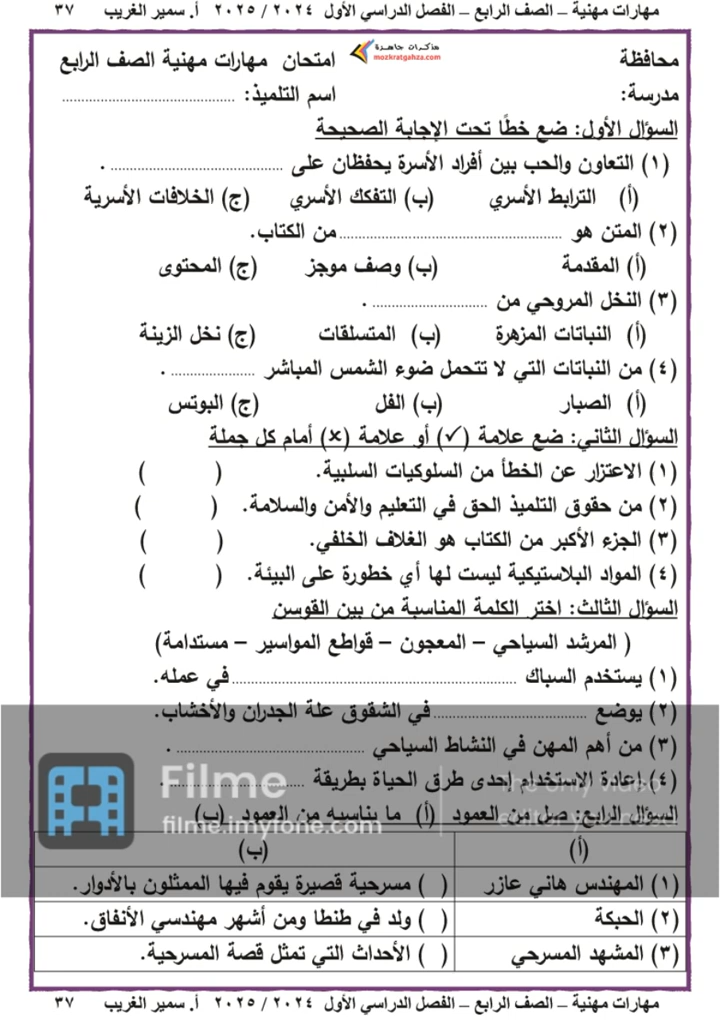 مهارات مهنية – الصف الرابع – الفصل الدراسي الأول ٢٠٢٤ / ٢٠٢٥ أ. سمير الغريب ٣٧
محافظة مذكرات جاهزة امتحان مهارات مهنية الصف الرابع
mozkratgahza.com
مدرسة: اسم التلميذ: ....................................
السؤال الأول: ضع خطًا تحت الإجابة الصحيحة
(١) التعاون والحب بين أفراد الأسرة يحفظان على .................................... .
(أ) الترابط الأسري (ب) التفكك الأسري (ج) الخلافات الأسرية
(٢) المتن هو .................................... من الكتاب.
(أ) المقدمة (ب) وصف موجز (ج) المحتوى
(٣) النخل المروحي من ........................... .
(أ) النباتات المزهرة (ب) المتسلقات (ج) نخل الزينة
(٤) من النباتات التي لا تتحمل ضوء الشمس المباشر .................... .
(أ) الصبار (ب) الفل (ج) البوتس
السؤال الثاني: ضع علامة (✓) أو علامة (×) أمام كل جملة
(١) الاعتزار عن الخطأ من السلوكيات السلبية. ( )
(٢) من حقوق التلميذ الحق في التعليم والأمن والسلامة. ( )
(٣) الجزء الأكبر من الكتاب هو الغلاف الخلفي. ( )
(٤) المواد البلاستيكية ليست لها أي خطورة على البيئة. ( )
السؤال الثالث: اختر الكلمة المناسبة من بين القوسن
( المرشد السياحي – المعجون – قواطع المواسير – مستدامة)
(١) يستخدم السباك .................................... في عمله.
(٢) يوضع .................................... في الشقوق علة الجدران والأخشاب.
(٣) من أهم المهن في النشاط السياحي .................................... .
(٤) إعادة الاستخدام إحدى طرق الحياة بطريقة .................................... .
Filme
the only video
filme.imyfone.com
السؤال الرابع: صل من العمود (أ) ما يناسبه من العمود (ب)
(أ) (ب)
(١) المهندس هاني عازر ( ) مسرحية قصيرة يقوم فيها الممثلون بالأدوار.
(٢) الحبكة ( ) ولد في طنطا ومن أشهر مهندسي الأنفاق.
(٣) المشهد المسرحي ( ) الأحداث التي تمثل قصة المسرحية.
مهارات مهنية – الصف الرابع – الفصل الدراسي الأول ٢٠٢٤ / ٢٠٢٥ أ. سمير الغريب ٣٧